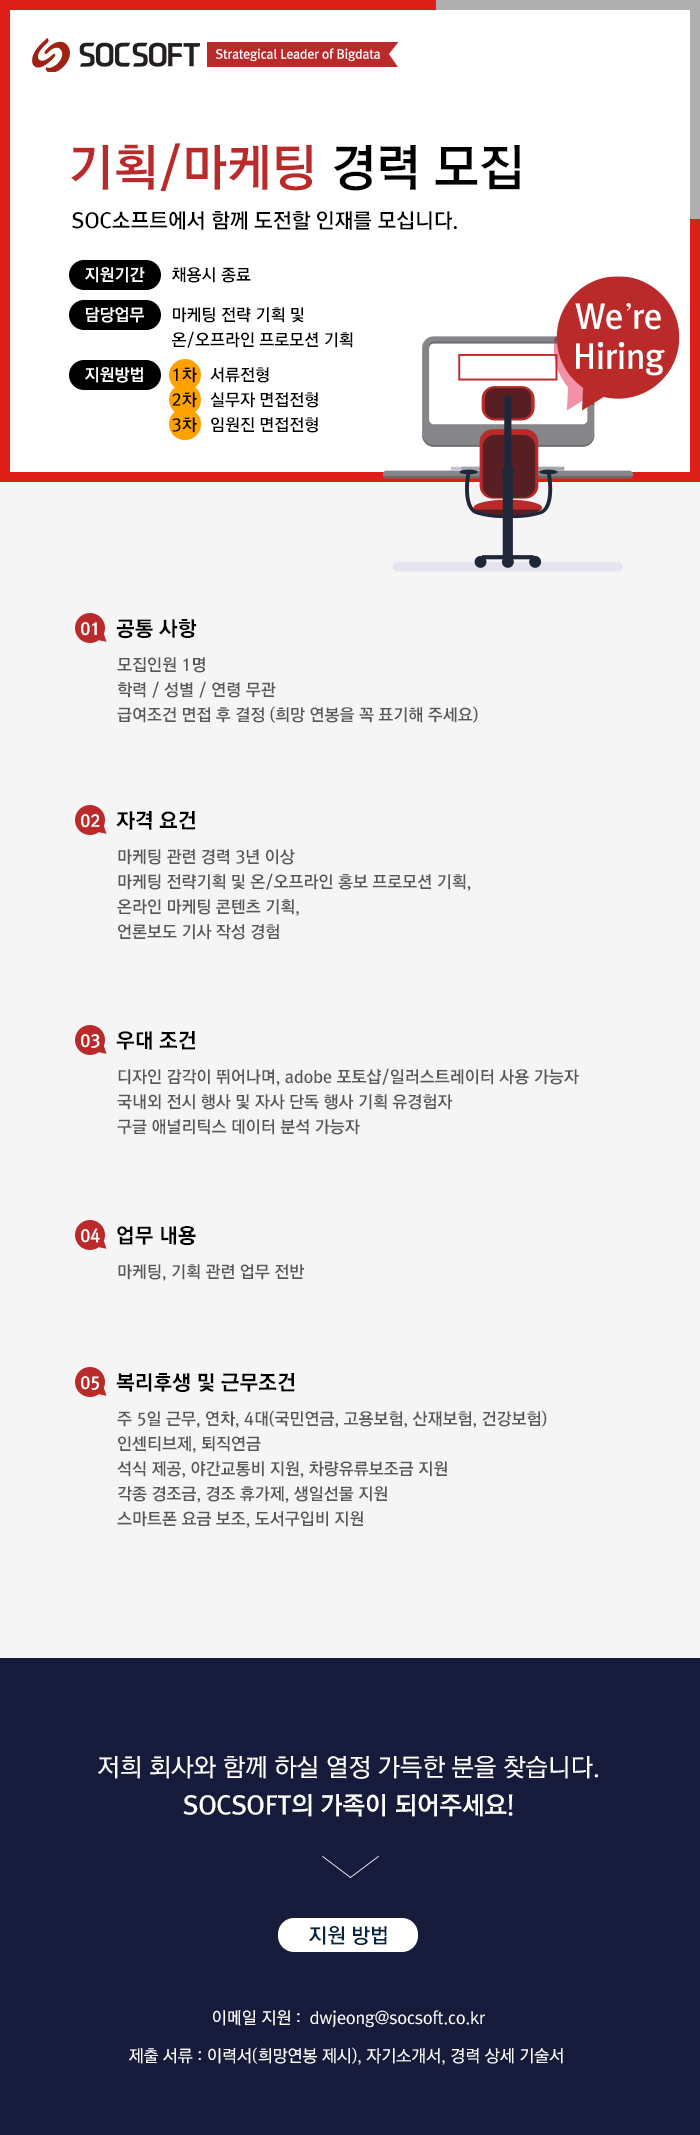 SOCSOFT Strategical Leader of Bigdata
기획/마케팅 경력 모집
SOC소프트에서 함께 도전할 인재를 모십니다.
지원기간 채용시 종료
담당업무 마케팅 전략 기획 및
온/오프라인 프로모션 기획
지원방법 1차 서류전형
2차 실무자 면접전형
3차 임원진 면접전형
We're
Hiring
01 공통 사항
모집인원 1명
학력 / 성별 / 연령 무관
급여조건 면접 후 결정 (희망 연봉을 꼭 표기해 주세요)
02 자격 요건
마케팅 관련 경력 3년 이상
마케팅 전략기획 및 온/오프라인 홍보 프로모션 기획,
온라인 마케팅 콘텐츠 기획,
언론보도 기사 작성 경험
03 우대 조건
디자인 감각이 뛰어나며, adobe 포토샵/일러스트레이터 사용 가능자
국내외 전시 행사 및 자사 단독 행사 기획 유경험자
구글 애널리틱스 데이터 분석 가능자
04 업무 내용
마케팅, 기획 관련 업무 전반
05 복리후생 및 근무조건
주 5일 근무, 연차, 4대(국민연금, 고용보험, 산재보험, 건강보험)
인센티브제, 퇴직연금
석식 제공, 야간교통비 지원, 차량유류보조금 지원
각종 경조금, 경조 휴가제, 생일선물 지원
스마트폰 요금 보조, 도서구입비 지원
저희 회사와 함께 하실 열정 가득한 분을 찾습니다.
SOCSOFT의 가족이 되어주세요!
지원 방법
이메일 지원 : dwjeong@socsoft.co.kr
제출 서류 : 이력서(희망연봉 제시), 자기소개서, 경력 상세 기술서